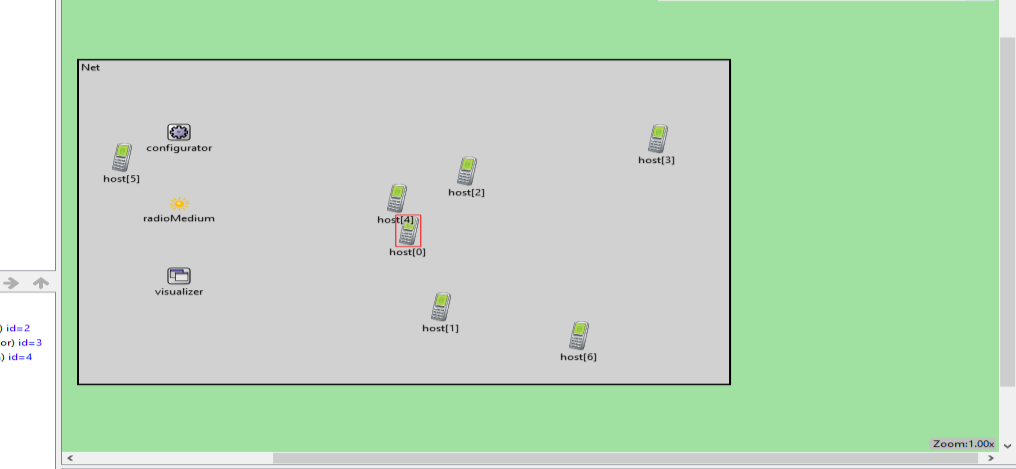 Net
configurator
host[5]
host[3]
host[2]
radioMedium
host[4]
host[0]
visualizer
host[1]
host[6]
) id=2
or) id=3
) id=4
Zoom:1.00x